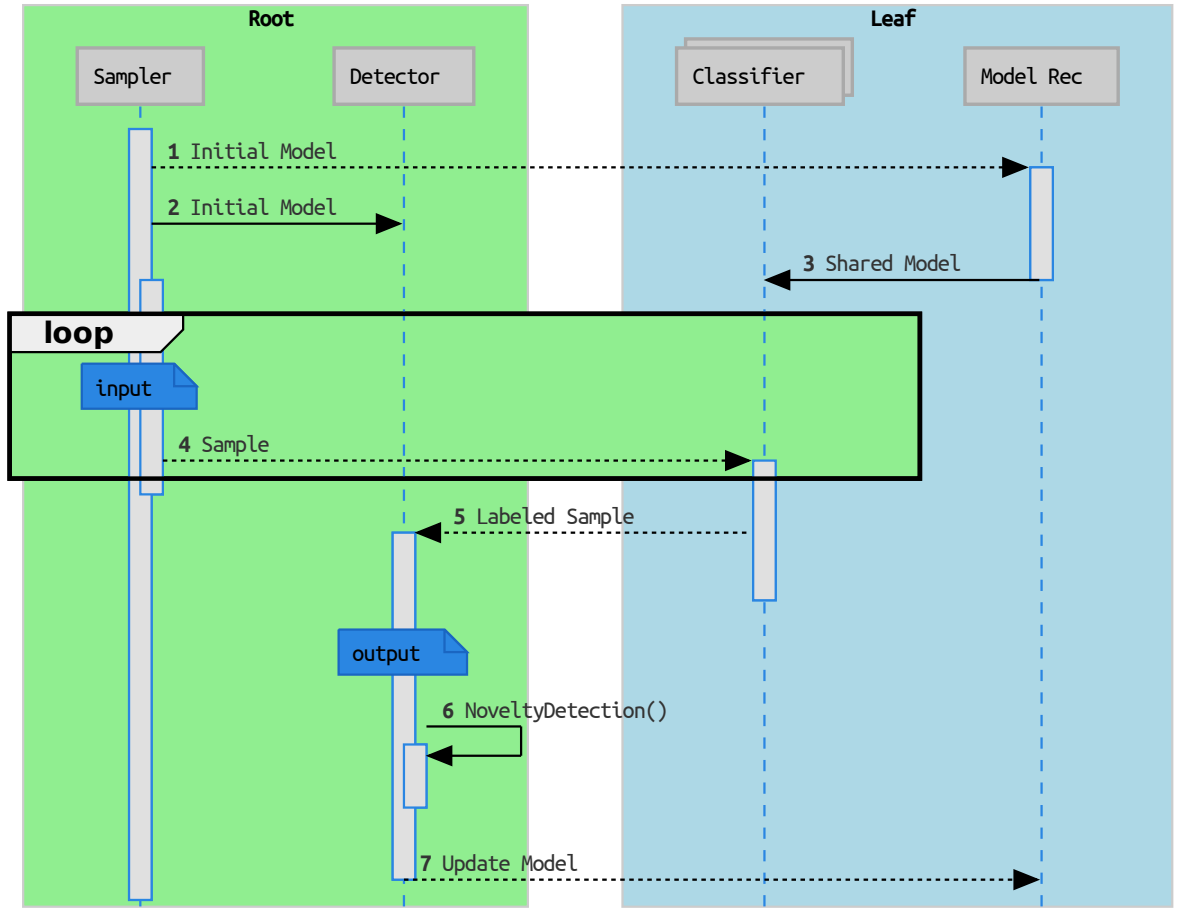 Root
Leaf
Sampler
Detector
Classifier
Model Rec
1 Initial Model
2 Initial Model
3 Shared Model
loop
input
4 Sample
5 Labeled Sample
output
6 NoveltyDetection()
7 Update Model